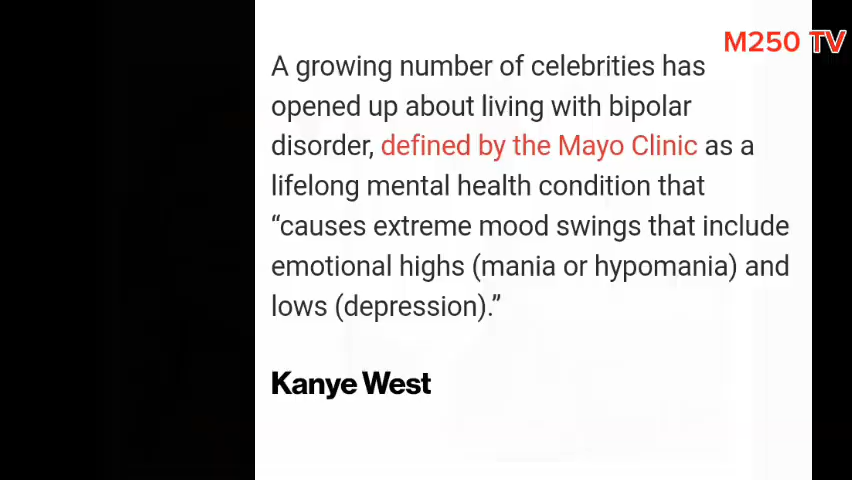 M250 TV
A growing number of celebrities has
opened up about living with bipolar
disorder, defined by the Mayo Clinic as a
lifelong mental health condition that
“causes extreme mood swings that include
emotional highs (mania or hypomania) and
lows (depression).”
Kanye West